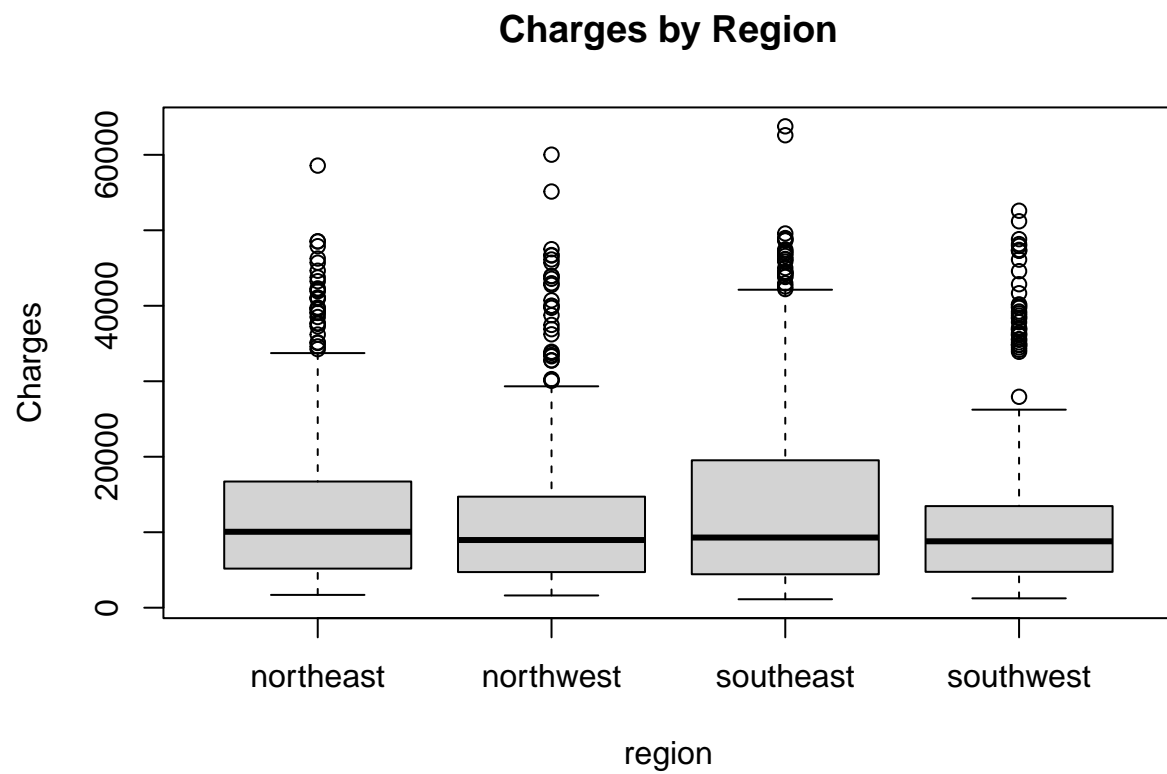 Charges by Region
Charges
60000
40000
20000
0
northeast northwest southeast southwest
region